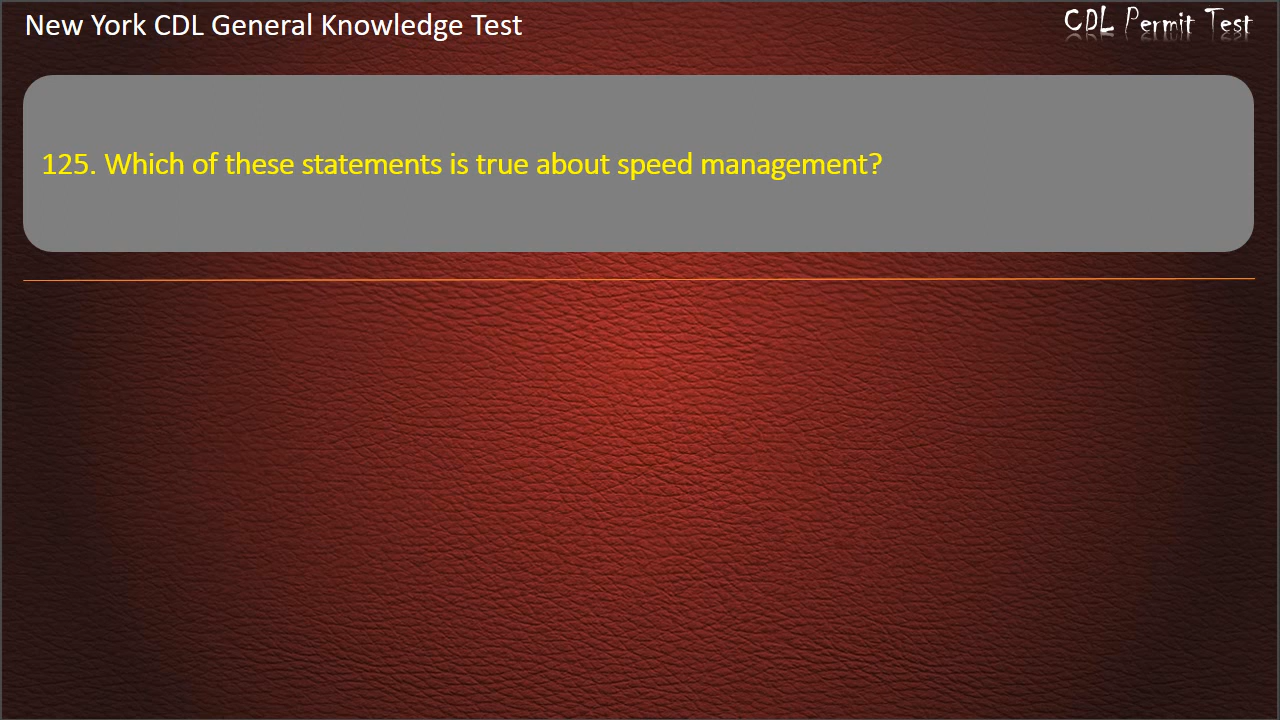 New York CDL General Knowledge Test
CDL Permit Test
125. Which of these statements is true about speed management?